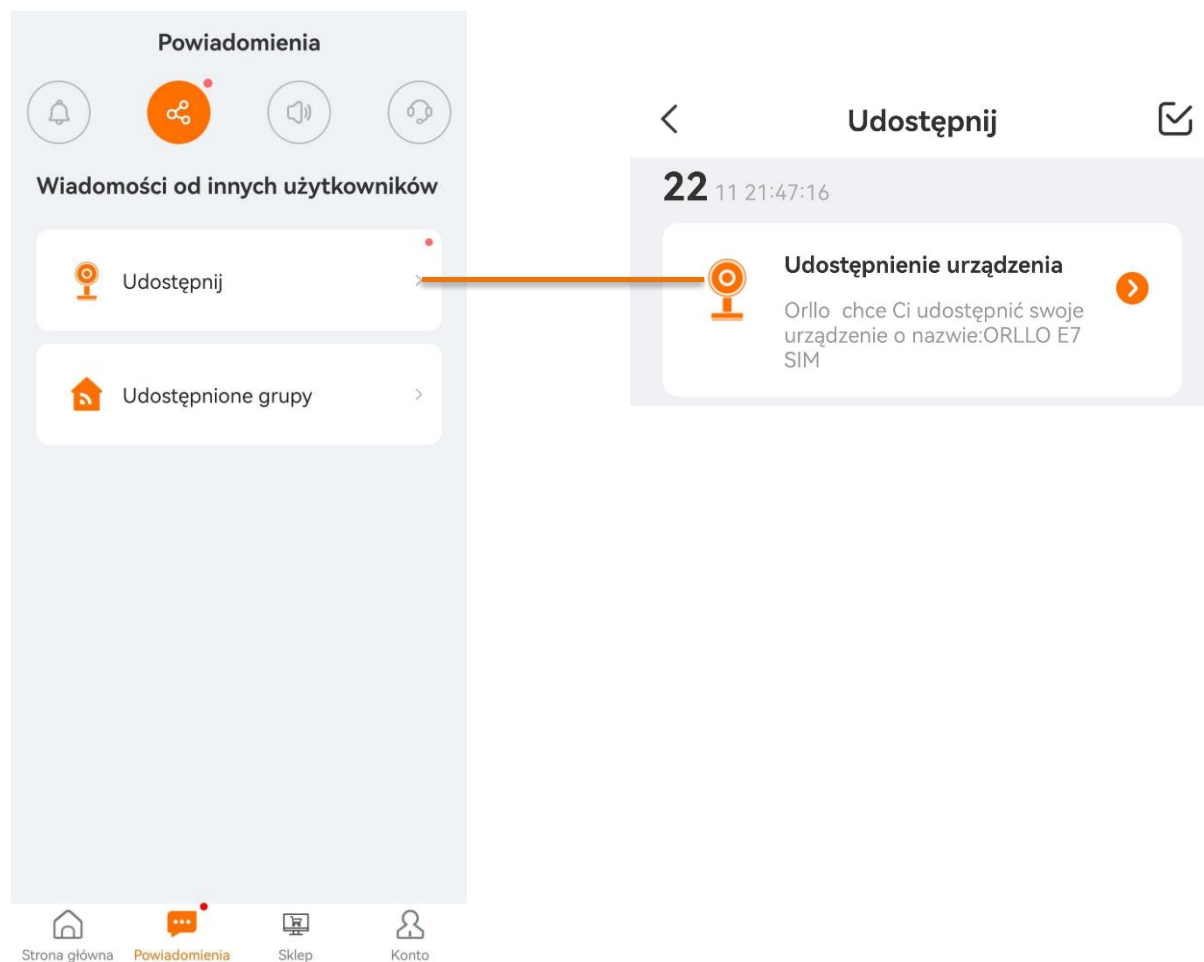 Powiadomienia
Wiadomości od innych użytkowników
Udostępnij
Udostępnione grupy
Strona główna
Powiadomienia
Sklep
Konto
Udostępnij
22 11 21:47:16
Udostępnienie urządzenia
Orllo chce Ci udostępnić swoje
urządzenie o nazwie:ORLLO E7
SIM